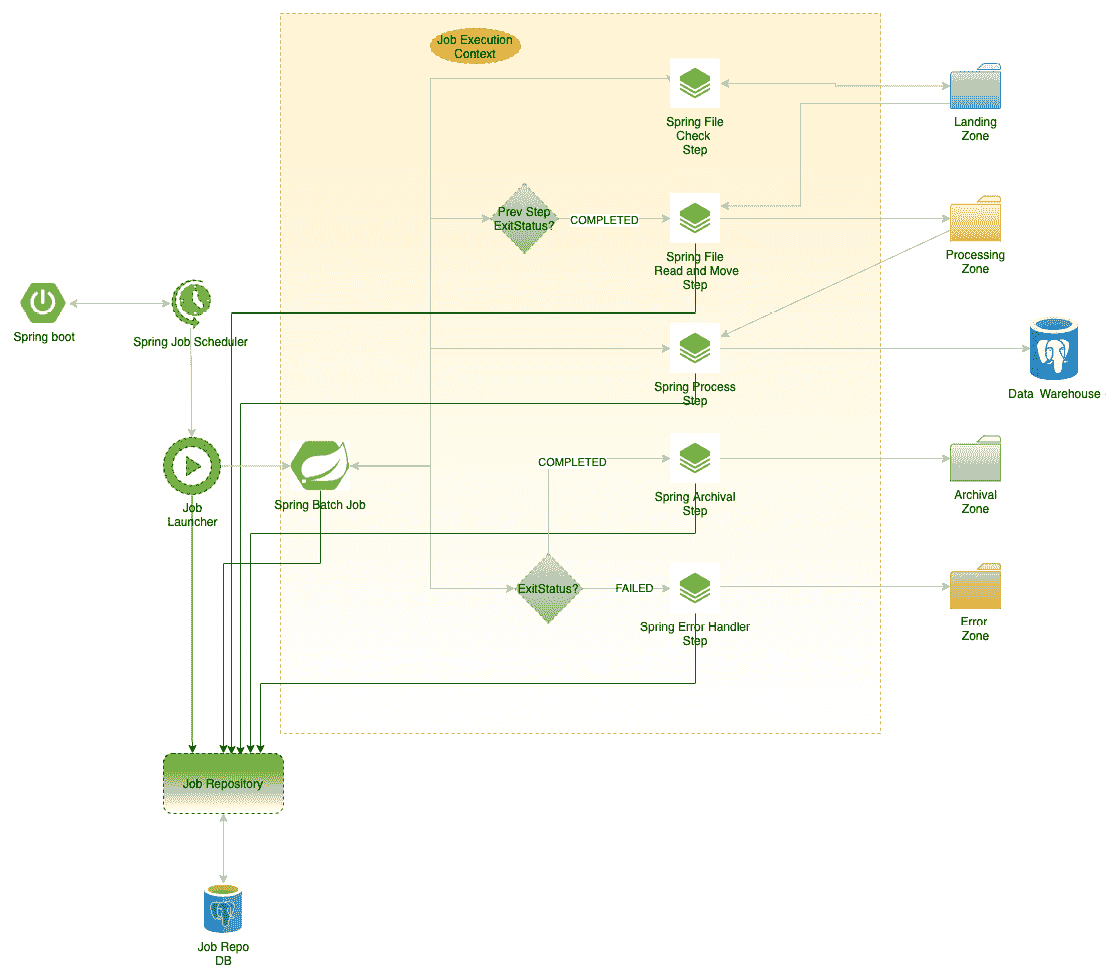 Job Execution
Context
Spring File
Check
Step
Landing
Zone
Prev Step
ExitStatus?
COMPLETED
Spring File
Read and Move
Step
Processing
Zone
Spring boot
Spring Job Scheduler
Spring Process
Step
Data Warehouse
COMPLETED
Job
Launcher
Spring Batch Job
Spring Archival
Step
Archival
Zone
ExitStatus?
FAILED
Spring Error Handler
Step
Error
Zone
Job Repository
Job Repo
DB